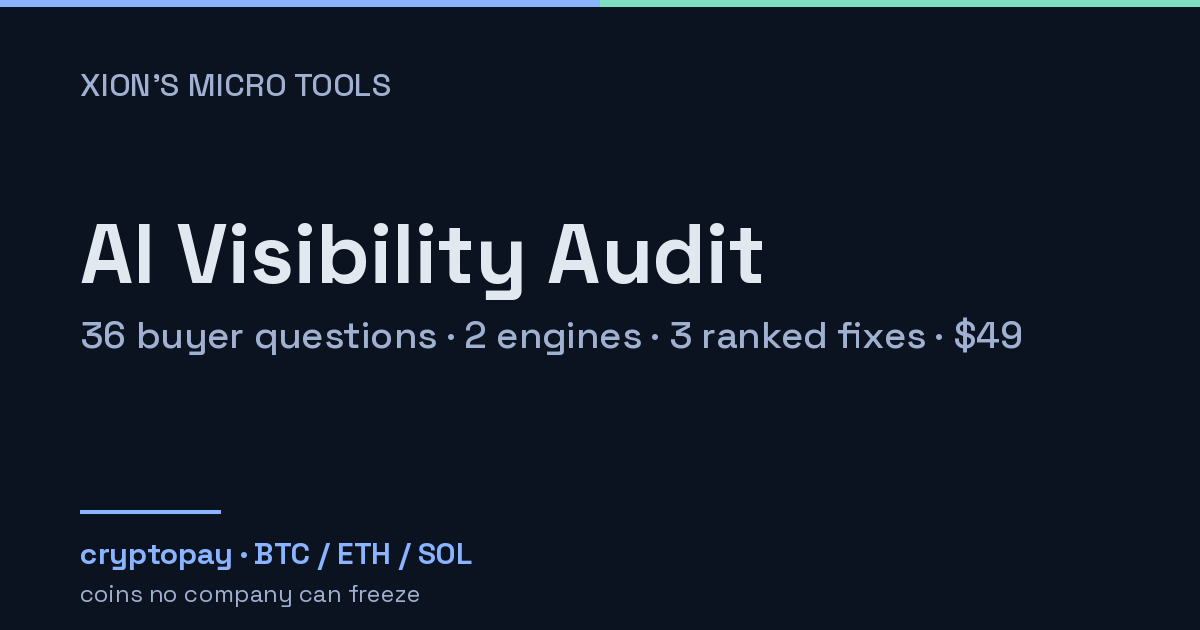 XION’S MICRO TOOLS
AI Visibility Audit
36 buyer questions · 2 engines · 3 ranked fixes · $49
cryptopay · BTC / ETH / SOL
coins no company can freeze